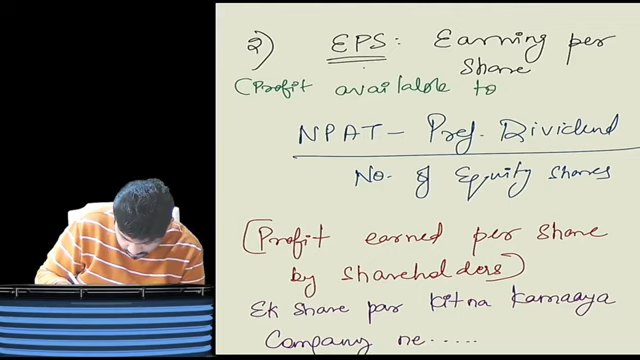 2) EPS: Earning per
Share
(Profit available to
NPAT - Pref. Dividend
No. of Equity Shares
[Profit earned per share
by shareholders)
Ek share par kitna Kamaaya
Company ne.....